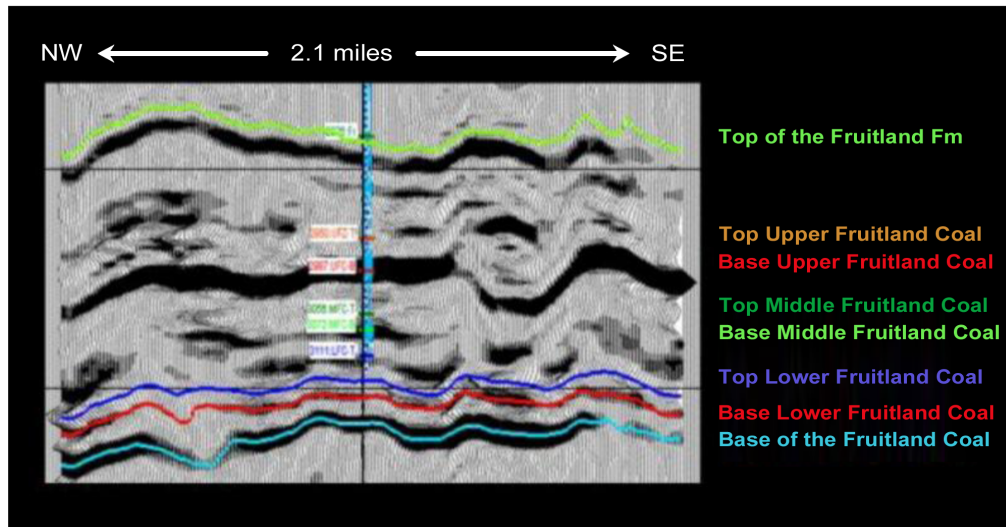 NW
2.1 miles
SE
Top of the Fruitland Fm
Top Upper Fruitland Coal
Base Upper Fruitland Coal
Top Middle Fruitland Coal
Base Middle Fruitland Coal
Top Lower Fruitland Coal
Base Lower Fruitland Coal
Base of the Fruitland Coal